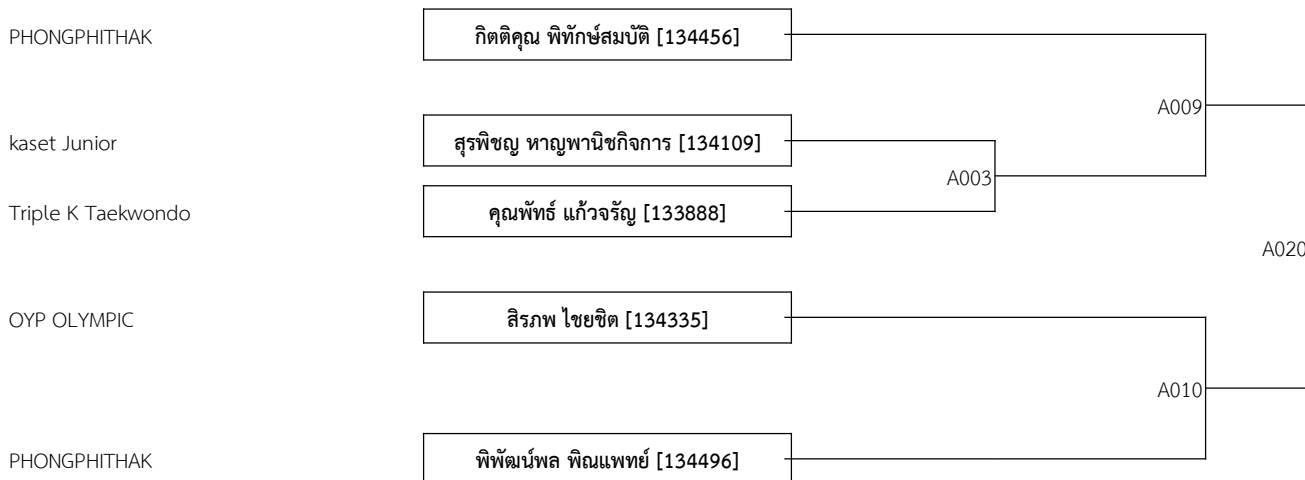 PHONGPHITHAK
กิตติคุณ พิทักษ์สมบัติ [134456]
A009
kaset Junior
สุรพิชญ หาญพานิชกิจการ [134109]
A003
Triple K Taekwondo
คุณพัทธ์ แก้วจรัญ [133888]
A020
OYP OLYMPIC
สิรภพ ไชยชิต [134335]
A010
PHONGPHITHAK
พิพัฒน์พล พิณแพทย์ [134496]